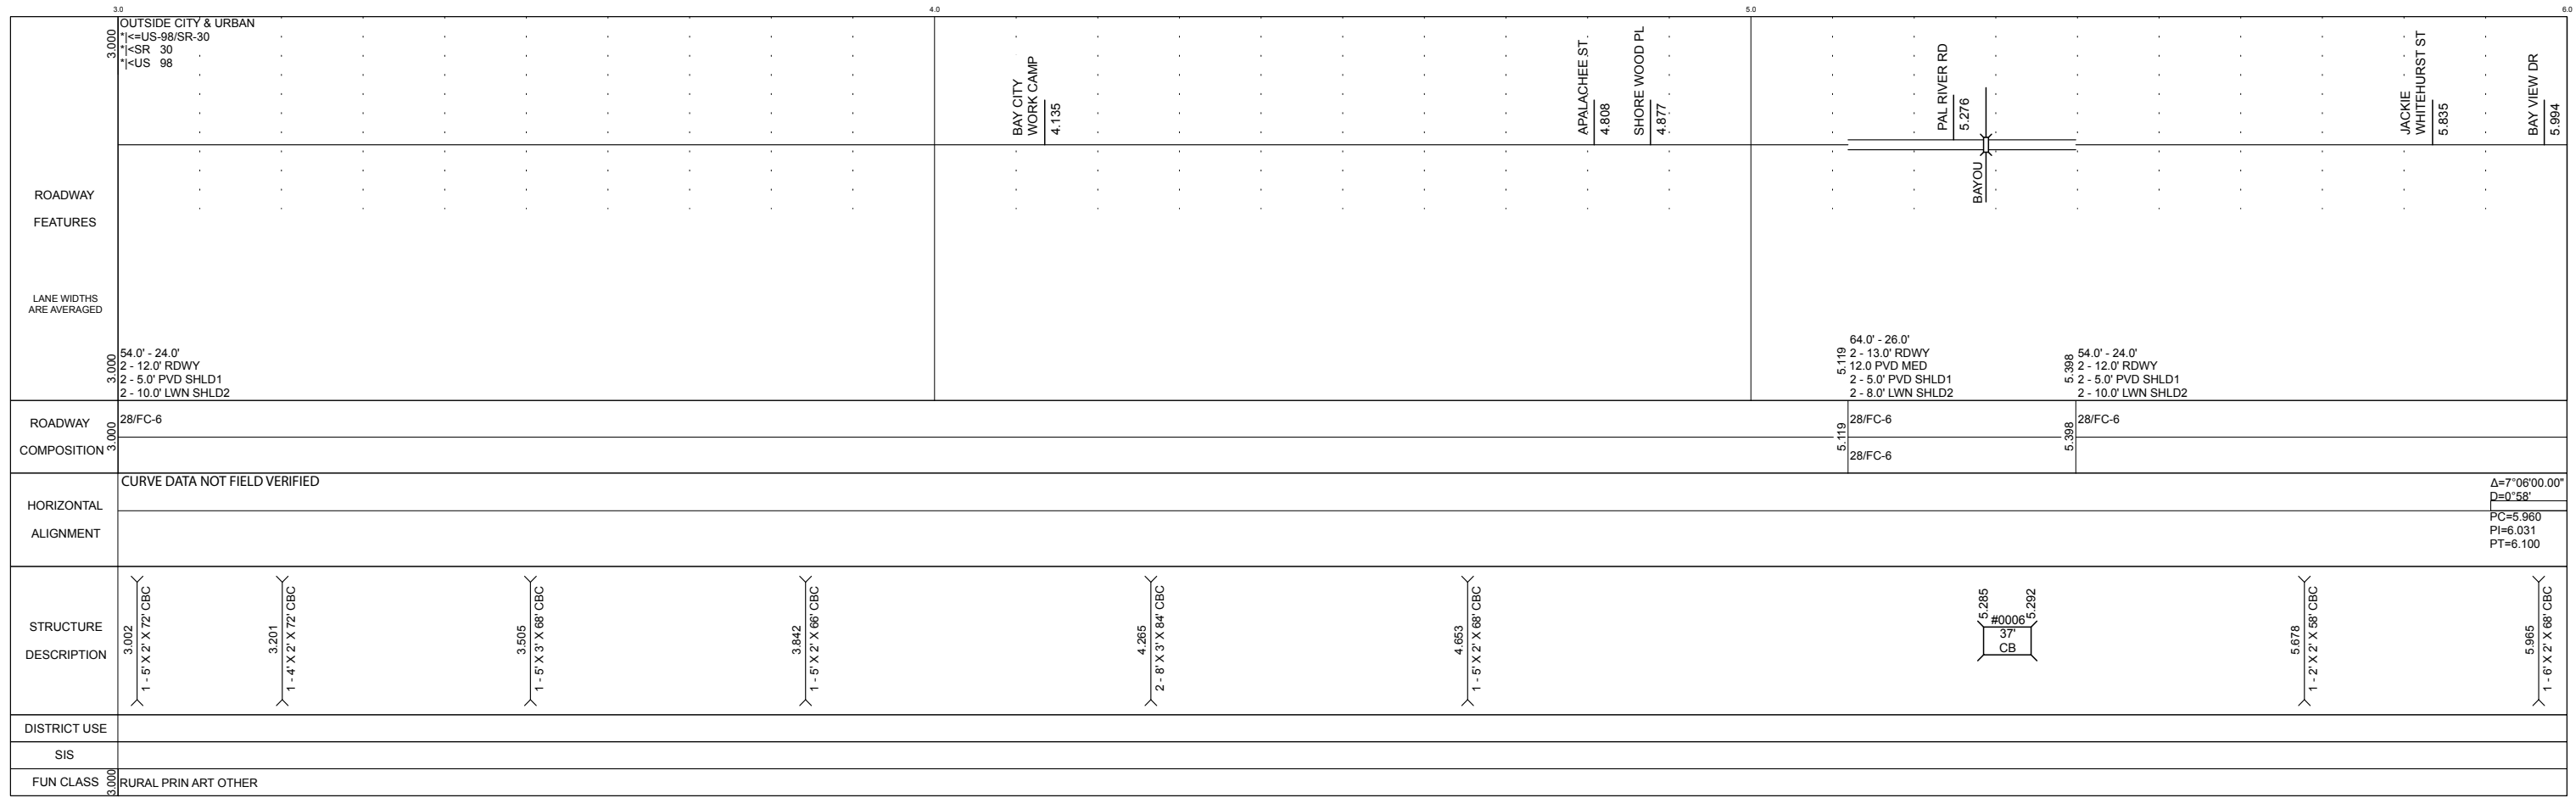 3.0
4.0
5.0
6.0
3.000
OUTSIDE CITY & URBAN
*|<=US-98/SR-30
*|<SR 30
*|<US 98
BAY CITY
WORK CAMP
4.135
APALACHEE ST
4.808
SHORE WOOD PL
4.877
PAL RIVER RD
5.276
BAYOU
JACKIE
WHITEHURST ST
5.835
BAY VIEW DR
5.994
ROADWAY
FEATURES
LANE WIDTHS
ARE AVERAGED
3.000
54.0' - 24.0'
2 - 12.0' RDWY
2 - 5.0' PVD SHLD1
2 - 10.0' LWN SHLD2
5.119
64.0' - 26.0'
2 - 13.0' RDWY
12.0 PVD MED
2 - 5.0' PVD SHLD1
2 - 8.0' LWN SHLD2
5.398
54.0' - 24.0'
2 - 12.0' RDWY
2 - 5.0' PVD SHLD1
2 - 10.0' LWN SHLD2
ROADWAY
COMPOSITION
3.000
28/FC-6
5.119
28/FC-6
28/FC-6
5.398
28/FC-6
HORIZONTAL
ALIGNMENT
CURVE DATA NOT FIELD VERIFIED
Δ=7°06'00.00"
D=0°58'
PC=5.960
PI=6.031
PT=6.100
STRUCTURE
DESCRIPTION
3.002
1 - 5' X 2' X 72' CBC
3.201
1 - 4' X 2' X 72' CBC
3.505
1 - 5' X 3' X 68' CBC
3.842
1 - 5' X 2' X 66' CBC
4.265
2 - 8' X 3' X 84' CBC
4.653
1 - 5' X 2' X 68' CBC
5.285
5.292
#0006
37'
CB
5.678
1 - 2' X 2' X 58' CBC
5.965
1 - 6' X 2' X 68' CBC
DISTRICT USE
SIS
FUN CLASS
3.000
RURAL PRIN ART OTHER